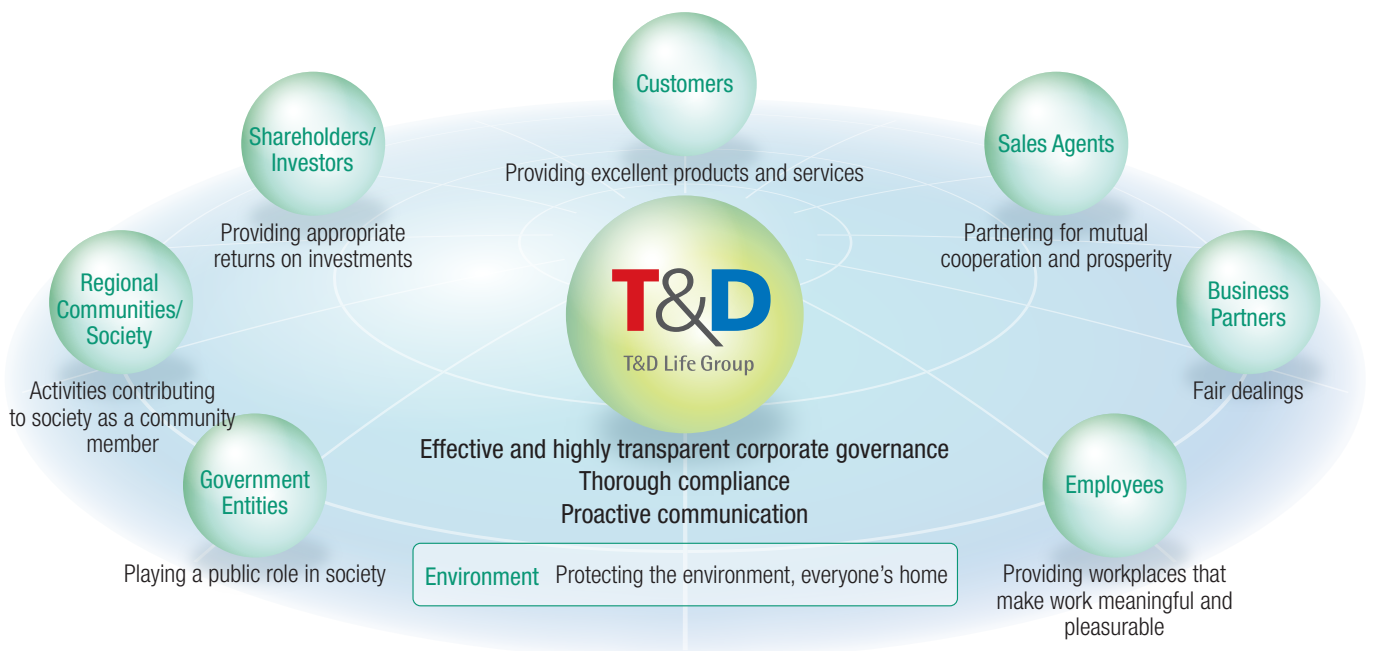 Customers
Providing excellent products and services
Shareholders/
Investors
Providing appropriate
returns on investments
Sales Agents
Partnering for mutual
cooperation and prosperity
Regional
Communities/
Society
Activities contributing
to society as a community
member
T&D
T&D Life Group
Business
Partners
Fair dealings
Effective and highly transparent corporate governance
Thorough compliance
Proactive communication
Government
Entities
Playing a public role in society
Environment Protecting the environment, everyone’s home
Employees
Providing workplaces that
make work meaningful and
pleasurable